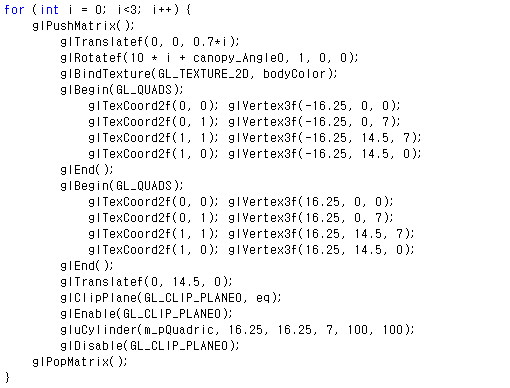 for (int i = 0; i<3; i++) {
glPushMatrix();
glTranslatef(0, 0, 0.7*i);
glRotatef(10 * i + canopy_Angle0, 1, 0, 0);
glBindTexture(GL_TEXTURE_2D, bodyColor);
glBegin(GL_QUADS);
glTexCoord2f(0, 0); glVertex3f(-16.25, 0, 0);
glTexCoord2f(0, 1); glVertex3f(-16.25, 0, 7);
glTexCoord2f(1, 1); glVertex3f(-16.25, 14.5, 7);
glTexCoord2f(1, 0); glVertex3f(-16.25, 14.5, 0);
glEnd();
glBegin(GL_QUADS);
glTexCoord2f(0, 0); glVertex3f(16.25, 0, 0);
glTexCoord2f(0, 1); glVertex3f(16.25, 0, 7);
glTexCoord2f(1, 1); glVertex3f(16.25, 14.5, 7);
glTexCoord2f(1, 0); glVertex3f(16.25, 14.5, 0);
glEnd();
glTranslatef(0, 14.5, 0);
glClipPlane(GL_CLIP_PLANE0, eq);
glEnable(GL_CLIP_PLANE0);
gluCylinder(m_pQuadric, 16.25, 16.25, 7, 100, 100);
glDisable(GL_CLIP_PLANE0);
glPopMatrix();
}